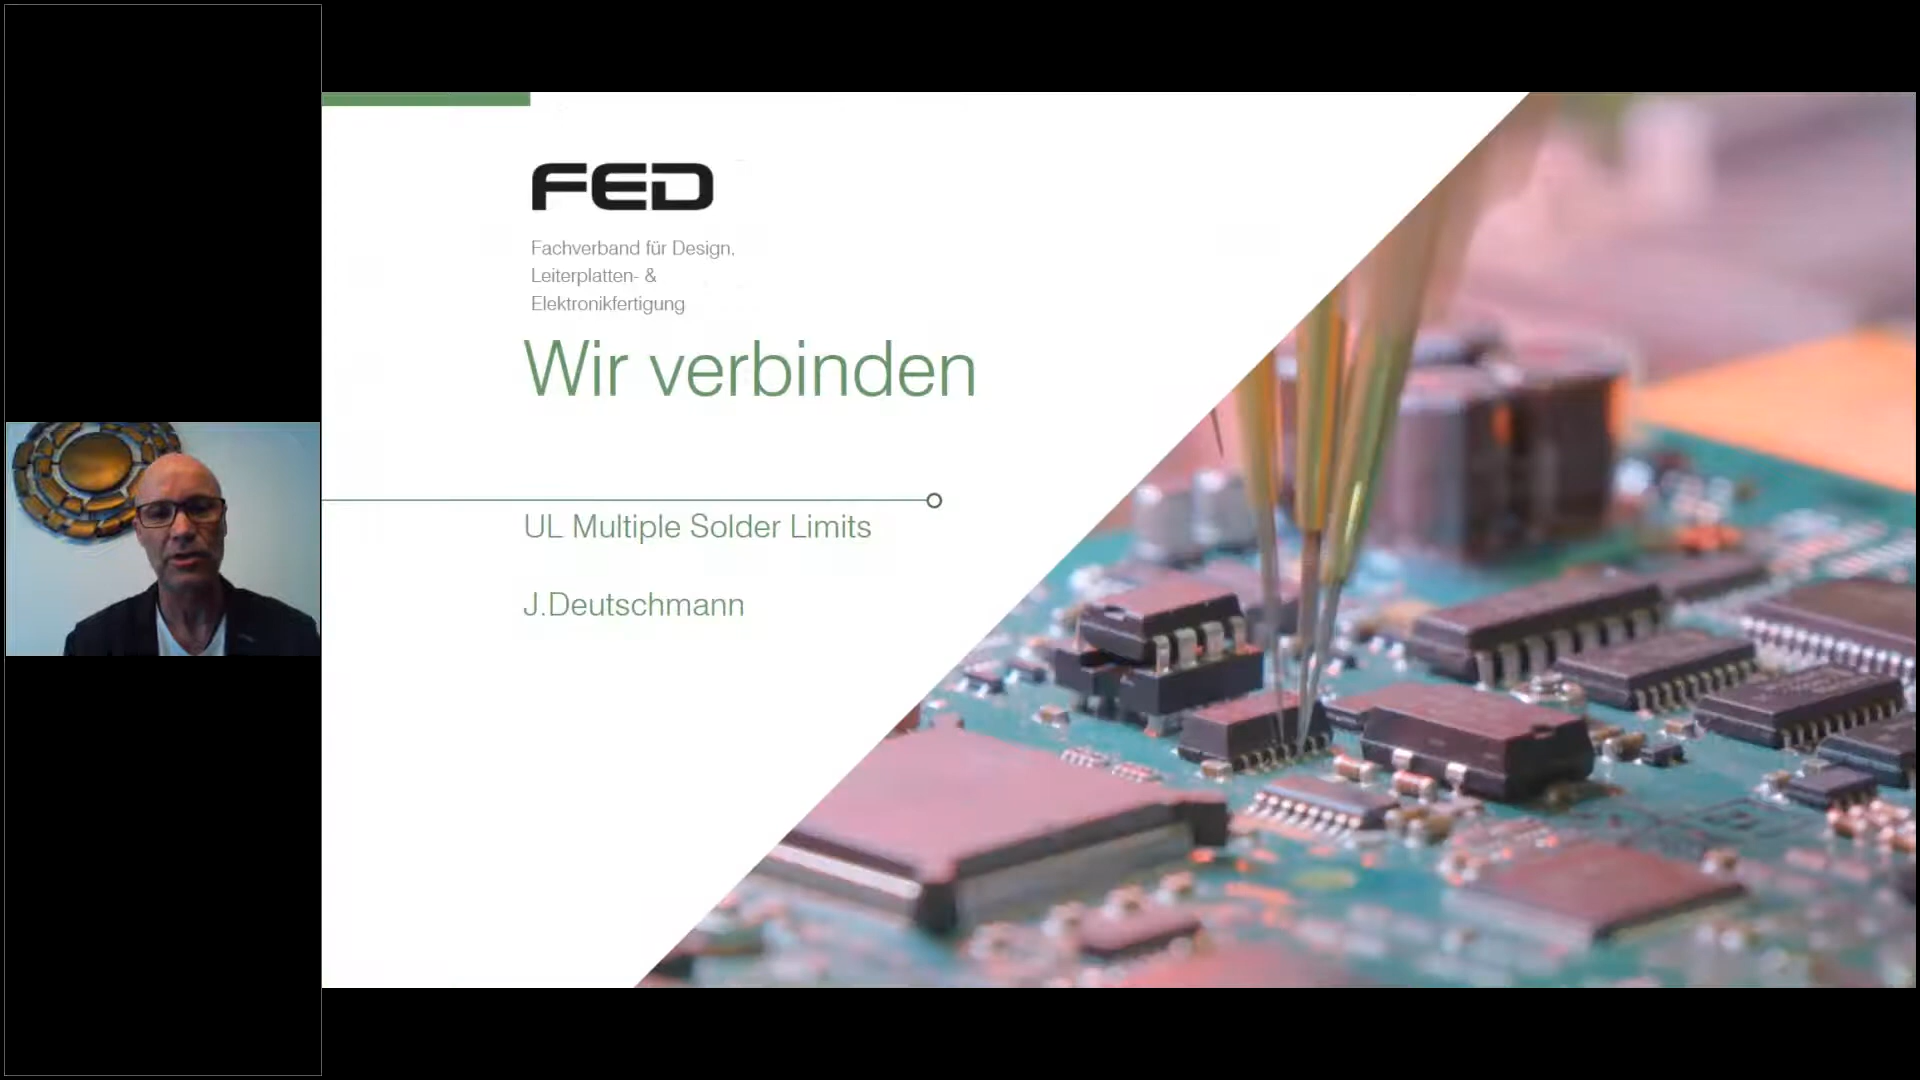 FED
Fachverband für Design,
Leiterplatten- &
Elektronikfertigung
Wir verbinden
UL Multiple Solder Limits
J.Deutschmann